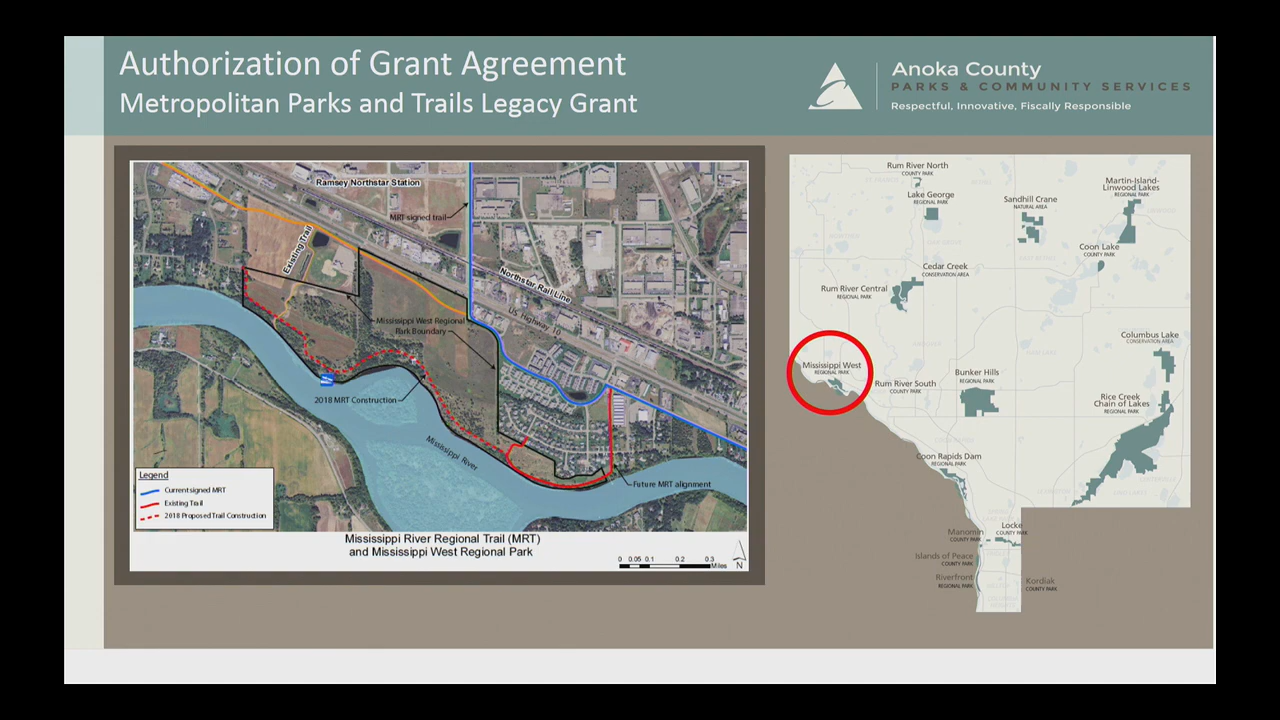 Authorization of Grant Agreement
Metropolitan Parks and Trails Legacy Grant
Anoka County
PARKS & COMMUNITY SERVICES
Respectful, Innovative, Fiscally Responsible
Ramsey Northstar Station
MRT signed trail
Existing Trail
Northstar Rail Line
US Highway 10
Mississippi West Regional
Park Boundary
2018 MRT Construction
Mississippi River
Future MRT alignment
Legend
Current signed MRT
Existing Trail
2018 Proposed Trail Construction
Mississippi River Regional Trail (MRT)
and Mississippi West Regional Park
0 0.05 0.1 0.2 0.3
Miles
N
Rum River North
COUNTY PARK
Lake George
REGIONAL PARK
Sandhill Crane
NATURAL AREA
Martin-Island-
Linwood Lakes
REGIONAL PARK
Coon Lake
COUNTY PARK
Cedar Creek
CONSERVATION AREA
Rum River Central
REGIONAL PARK
Columbus Lake
CONSERVATION AREA
Mississippi West
REGIONAL PARK
Rum River South
COUNTY PARK
Bunker Hills
REGIONAL PARK
Rice Creek
Chain of Lakes
REGIONAL PARK
Coon Rapids Dam
REGIONAL PARK
Manomin
COUNTY PARK
Locke
COUNTY PARK
Islands of Peace
COUNTY PARK
Riverfront
REGIONAL PARK
Kordiak
COUNTY PARK